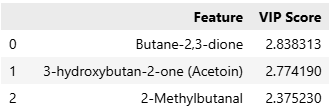 Feature VIP Score
0 Butane-2,3-dione 2.838313
1 3-hydroxybutan-2-one (Acetoin) 2.774190
2 2-Methylbutanal 2.375230